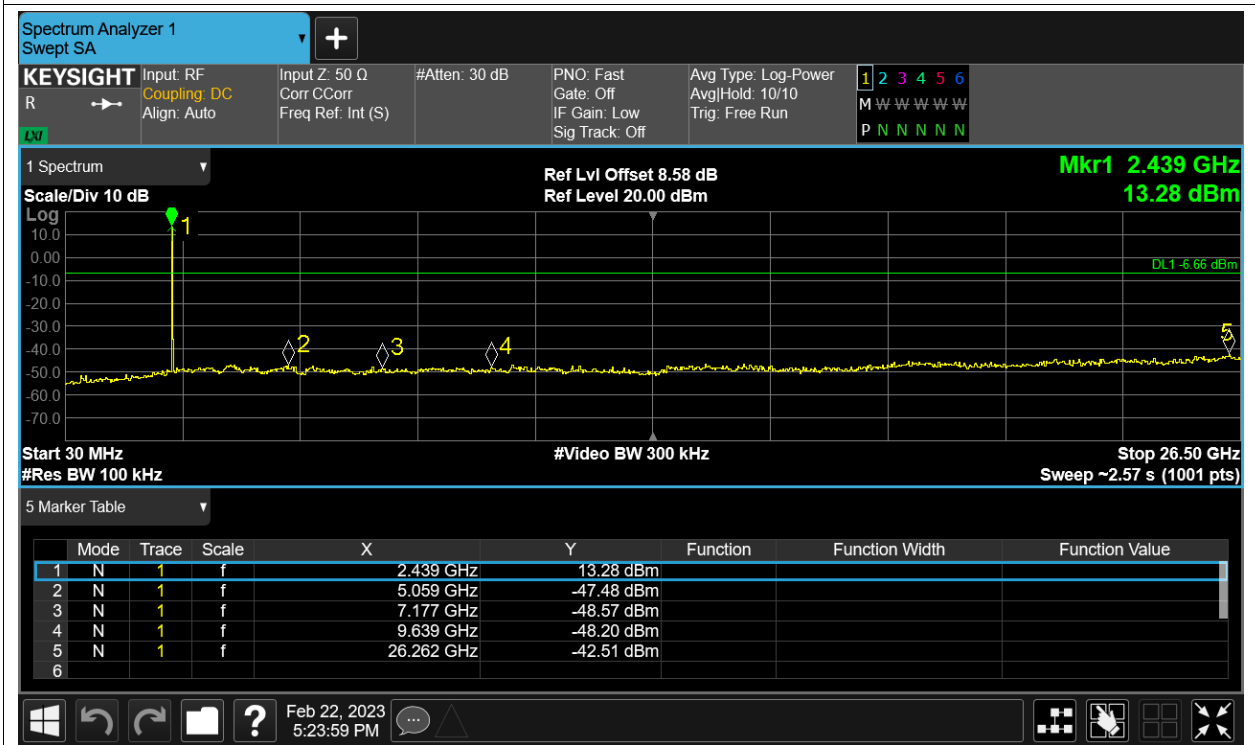 Spectrum Analyzer 1
Swept SA
+
KEYSIGHT Input: RF Input Z: 50 Ω #Atten: 30 dB PNO: Fast Avg Type: Log-Power 1 2 3 4 5 6
R Coupling: DC Corr CCorr Gate: Off Avg|Hold: 10/10 M W W W W W
Align: Auto Freq Ref: Int (S) IF Gain: Low Trig: Free Run
LXI Sig Track: Off P N N N N N
1 Spectrum Ref Lvl Offset 8.58 dB Mkr1 2.439 GHz
Scale/Div 10 dB Ref Level 20.00 dBm 13.28 dBm
Log
1
10.0
0.00
DL1 -6.66 dBm
-10.0
-20.0
-30.0
2 3 4 5
-40.0
-50.0
-60.0
-70.0
Start 30 MHz #Video BW 300 kHz Stop 26.50 GHz
#Res BW 100 kHz Sweep ~2.57 s (1001 pts)
5 Marker Table
Mode Trace Scale X Y Function Function Width Function Value
1 N 1 f 2.439 GHz 13.28 dBm
2 N 1 f 5.059 GHz -47.48 dBm
3 N 1 f 7.177 GHz -48.57 dBm
4 N 1 f 9.639 GHz -48.20 dBm
5 N 1 f 26.262 GHz -42.51 dBm
6
? Feb 22, 2023
5:23:59 PM